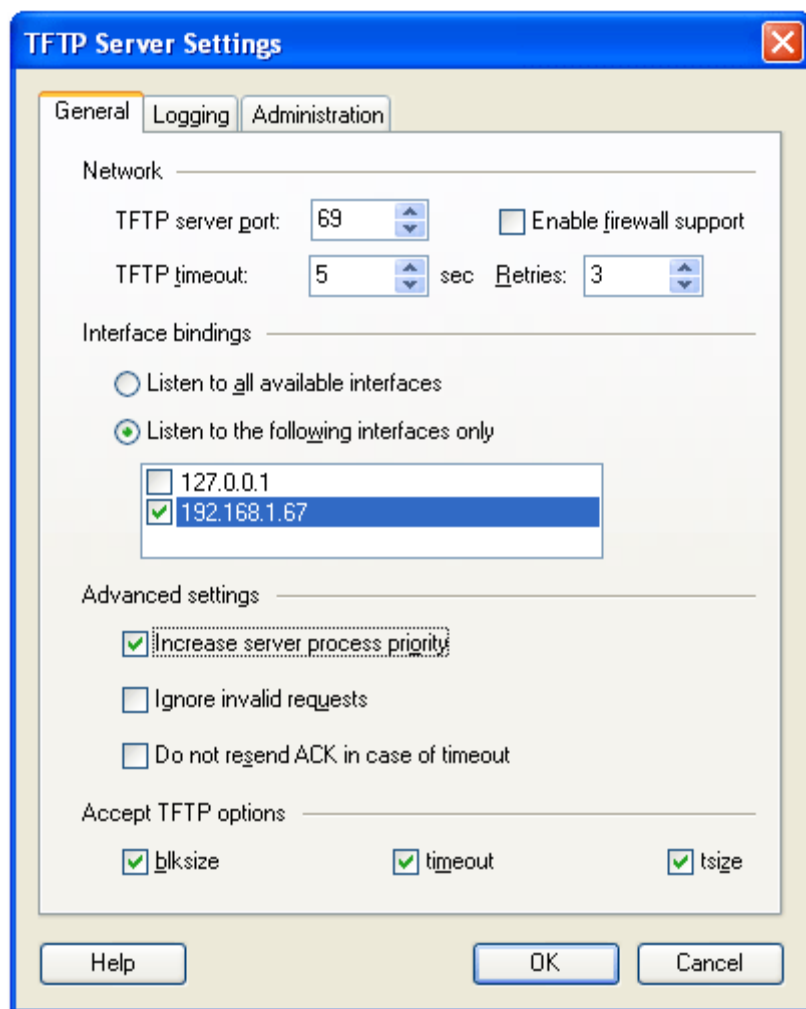 TFTP Server Settings
General Logging Administration
Network
TFTP server port: 69 Enable firewall support
TFTP timeout: 5 sec Retries: 3
Interface bindings
Listen to all available interfaces
Listen to the following interfaces only
127.0.0.1
192.168.1.67
Advanced settings
Increase server process priority
Ignore invalid requests
Do not resend ACK in case of timeout
Accept TFTP options
blksize timeout tsize
Help OK Cancel